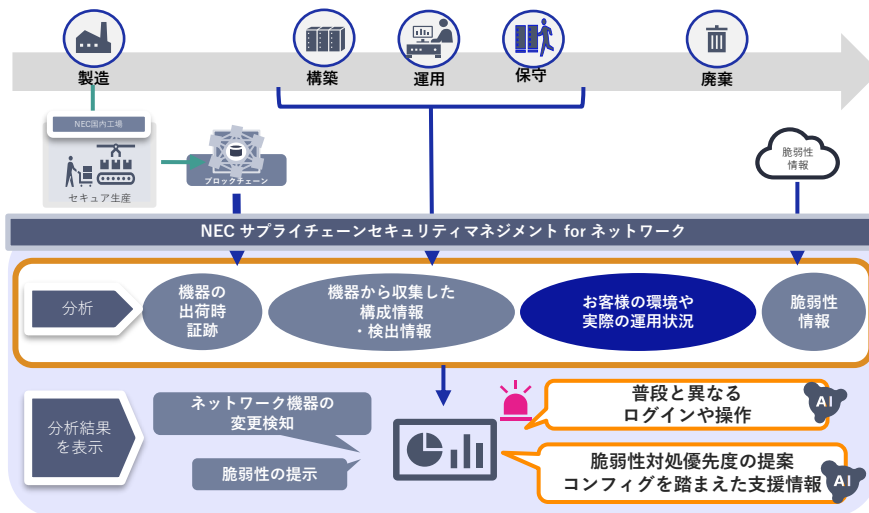 製造
構築
運用
保守
廃棄
NEC国内工場
セキュア生産
ブロックチェーン
脆弱性
情報
NEC サプライチェーンセキュリティマネジメント for ネットワーク
分析
機器の
出荷時
証跡
機器から収集した
構成情報
・検出情報
お客様の環境や
実際の運用状況
脆弱性
情報
分析結果
を表示
ネットワーク機器の
変更検知
脆弱性の提示
普段と異なる
ログインや操作
AI
脆弱性対処優先度の提案
コンフィグを踏まえた支援情報
AI